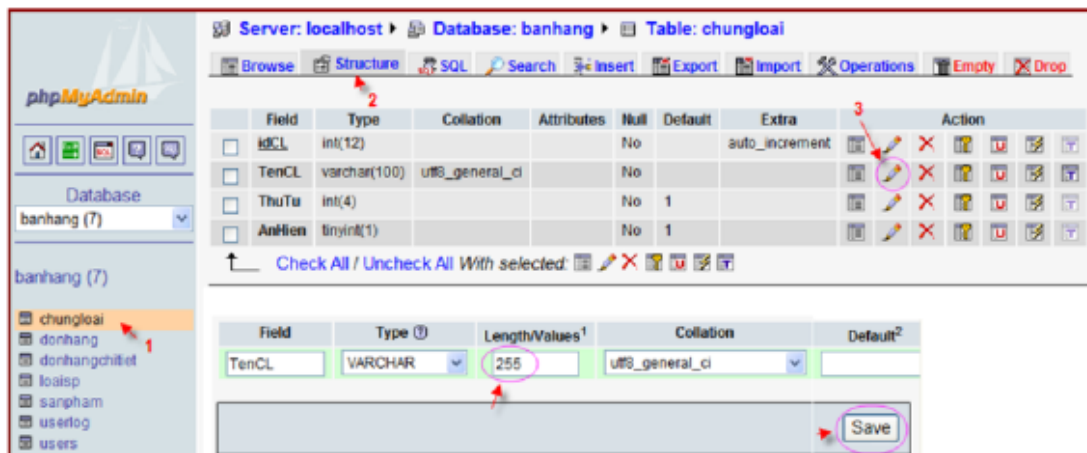 Server: localhost Database: banhang Table: chungloai
Browse Structure SQL Search Insert Export Import Operations Empty Drop
phpMyAdmin
2
3
Field Type Collation Attributes Null Default Extra Action
idCL int(12) No auto_increment
TenCL varchar(100) utf8_general_ci No
ThuTu int(4) No 1
AnHien tinyint(1) No 1
Check All / Uncheck All With selected:
Database
banhang (7)
banhang (7)
chungloai
1
donhang
donhangchitiet
loaisp
sanpham
userlog
users
Field Type Length/Values1 Collation Default2
TenCL VARCHAR 255 utf8_general_ci
Save